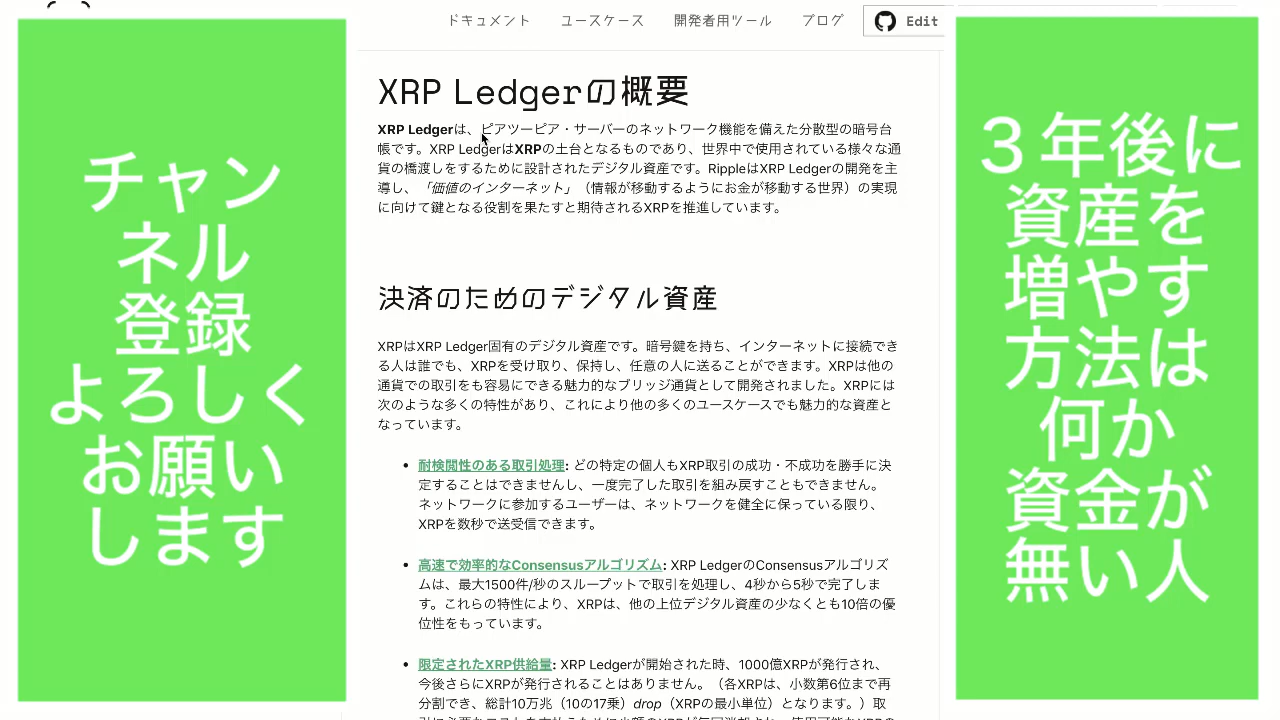 ドキュメント ユースケース 開発者用ツール ブログ Edit
チャン
ネル
登録
よろしく
お願い
します
XRP Ledgerの概要
XRP Ledgerは、ピアツーピア・サーバーのネットワーク機能を備えた分散型の暗号台
帳です。XRP LedgerはXRPの土台となるものであり、世界中で使用されている様々な通
貨の橋渡しをするために設計されたデジタル資産です。RippleはXRP Ledgerの開発を主
導し、「価値のインターネット」（情報が移動するようにお金が移動する世界）の実現
に向けて鍵となる役割を果たすと期待されるXRPを推進しています。
決済のためのデジタル資産
XRPはXRP Ledger固有のデジタル資産です。暗号鍵を持ち、インターネットに接続でき
る人は誰でも、XRPを受け取り、保持し、任意の人に送ることができます。XRPは他の
通貨での取引をも容易にできる魅力的なブリッジ通貨として開発されました。XRPには
次のような多くの特性があり、これにより他の多くのユースケースでも魅力的な資産と
なっています。
• 耐検閲性のある取引処理: どの特定の個人もXRP取引の成功・不成功を勝手に決
定することはできませんし、一度完了した取引を組み戻すこともできません。
ネットワークに参加するユーザーは、ネットワークを健全に保っている限り、
XRPを数秒で送受信できます。
• 高速で効率的なConsensusアルゴリズム: XRP LedgerのConsensusアルゴリズ
ムは、最大1500件/秒のスループットで取引を処理し、4秒から5秒で完了しま
す。これらの特性により、XRPは、他の上位デジタル資産の少なくとも10倍の優
位性をもっています。
• 限定されたXRP供給量: XRP Ledgerが開始された時、1000億XRPが発行され、
今後さらにXRPが発行されることはありません。（各XRPは、小数第6位まで再
分割でき、総計10万兆（10の17乗）drop（XRPの最小単位）となります。）取
３年後に
資産を
増やす
方法は
何か
資金が
無い人